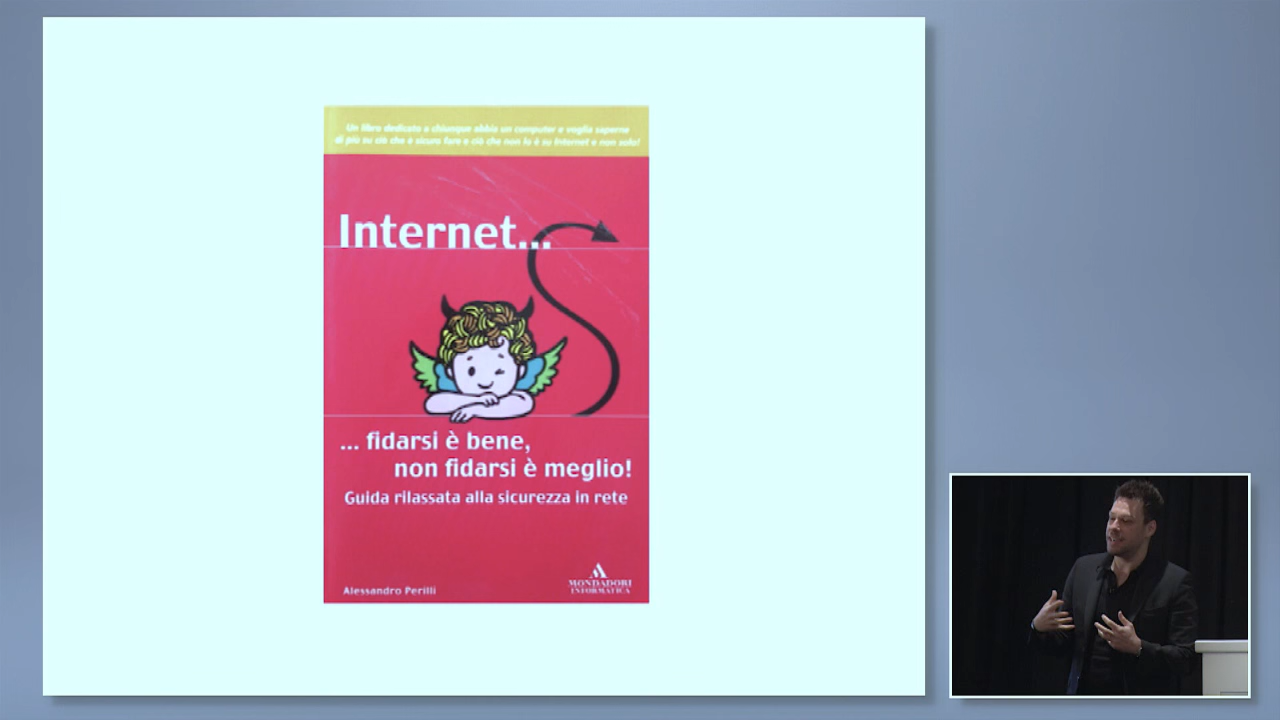 Un libro dedicato a chiunque abbia un computer e voglia saperne
di più su ciò che è sicuro fare e ciò che non lo è su Internet e non solo!
Internet...
... fidarsi è bene,
non fidarsi è meglio!
Guida rilassata alla sicurezza in rete
Alessandro Perilli
MONDADORI
INFORMATICA